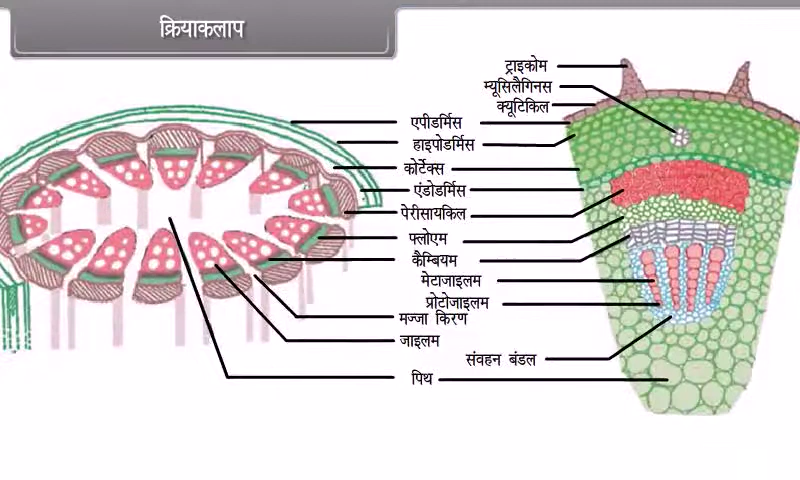 क्रियाकलाप
ट्राइकोम
म्यूसिलैगिनस
क्यूटिकिल
एपीडर्मिस
हाइपोडर्मिस
कोर्टेक्स
एंडोडर्मिस
पेरीसायकिल
फ्लोएम
कैम्बियम
मेटाजाइलम
प्रोटोजाइलम
मज्जा किरण
जाइलम
संवहन बंडल
पिथ